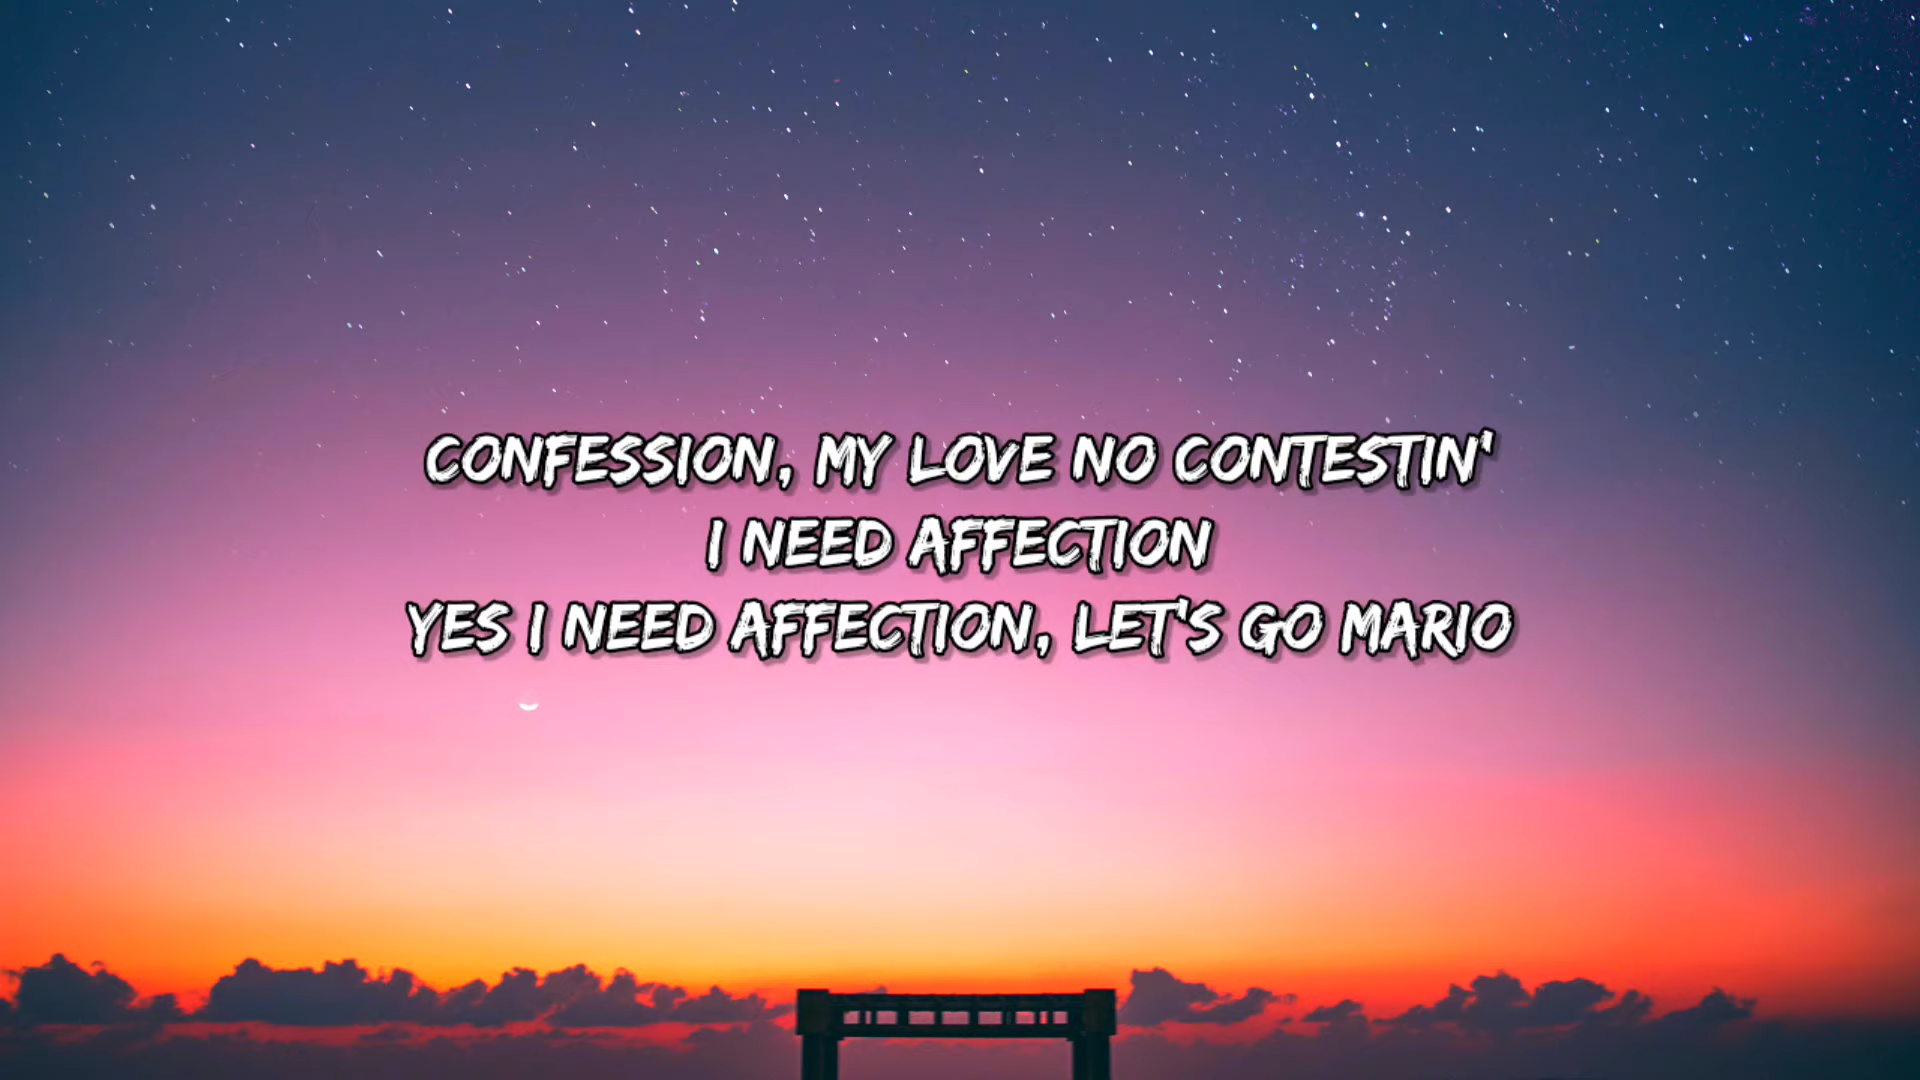 CONFESSION, MY LOVE NO CONTESTIN'
I NEED AFFECTION
YES I NEED AFFECTION, LET'S GO MARIO